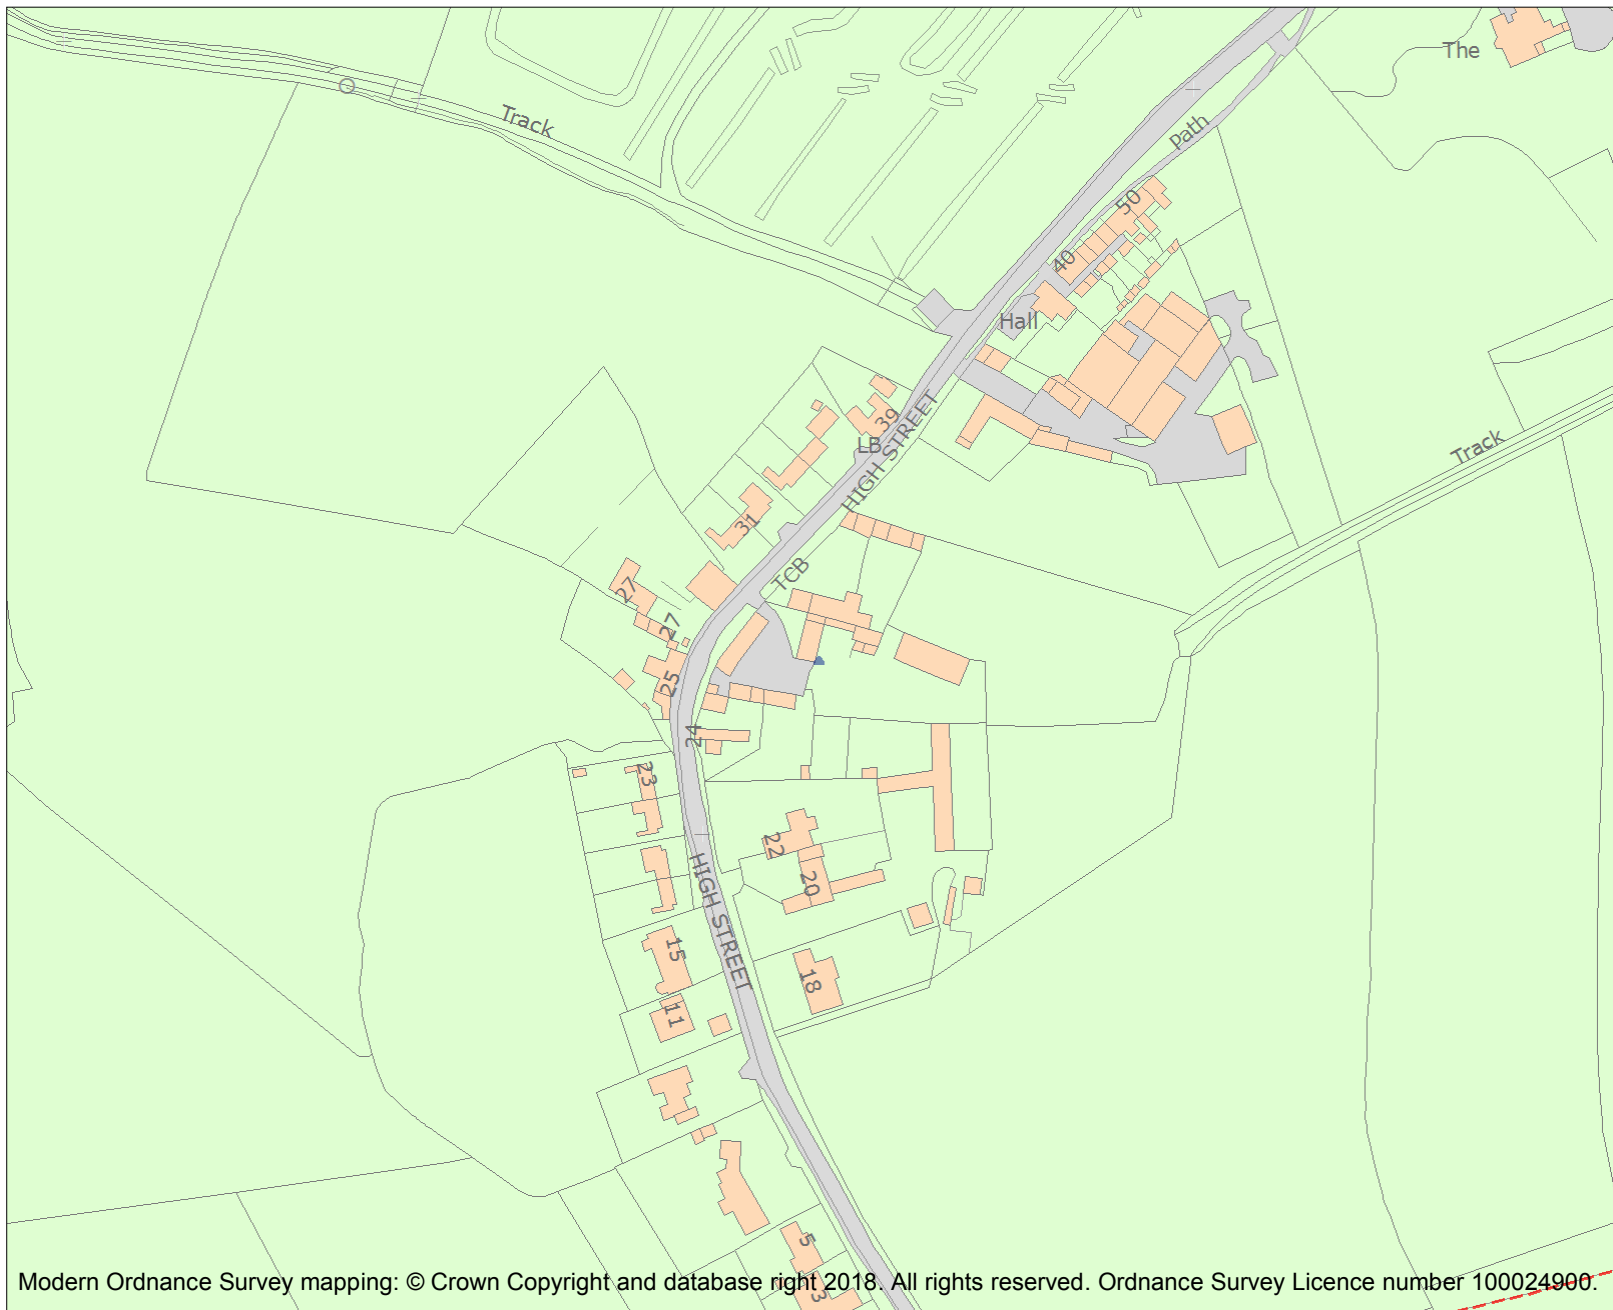 The
Track
Path
50
40
Hall
39
HIGH STREET
LB
Track
31
TCB
27
27
25
24
23
22
20
HIGH STREET
15
18
11
5
3
Modern Ordnance Survey mapping: © Crown Copyright and database right 2018. All rights reserved. Ordnance Survey Licence number 100024900.